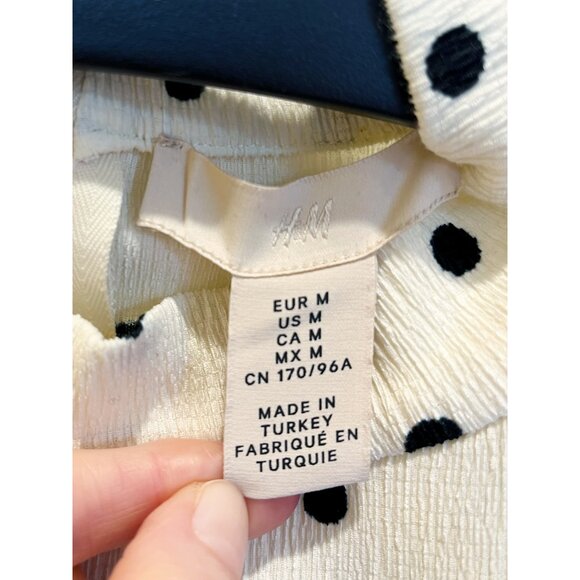 H&M
EUR M
US M
CA M
MX M
CN 170/96A
MADE IN
TURKEY
FABRIQUÉ EN
TURQUIE